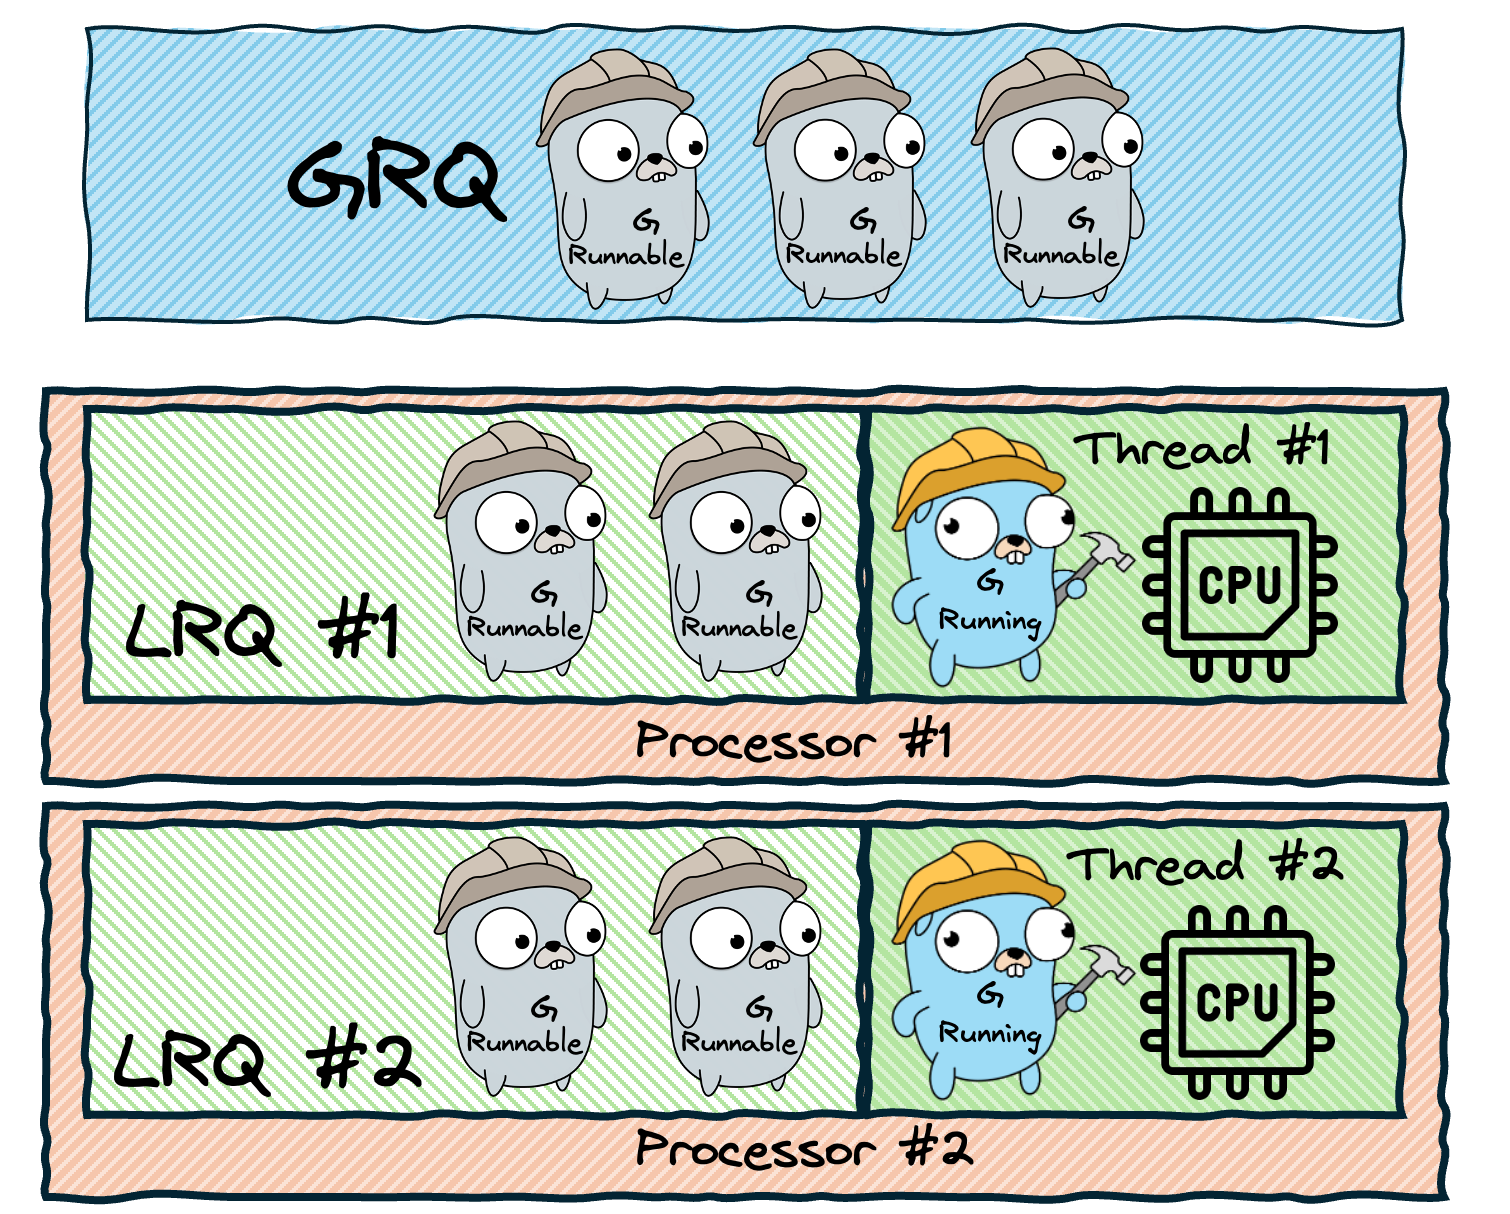 GRQ
G
Runnable
G
Runnable
G
Runnable
LRQ #1
G
Runnable
G
Runnable
G
Running
Thread #1
CPU
Processor #1
LRQ #2
G
Runnable
G
Runnable
G
Running
Thread #2
CPU
Processor #2